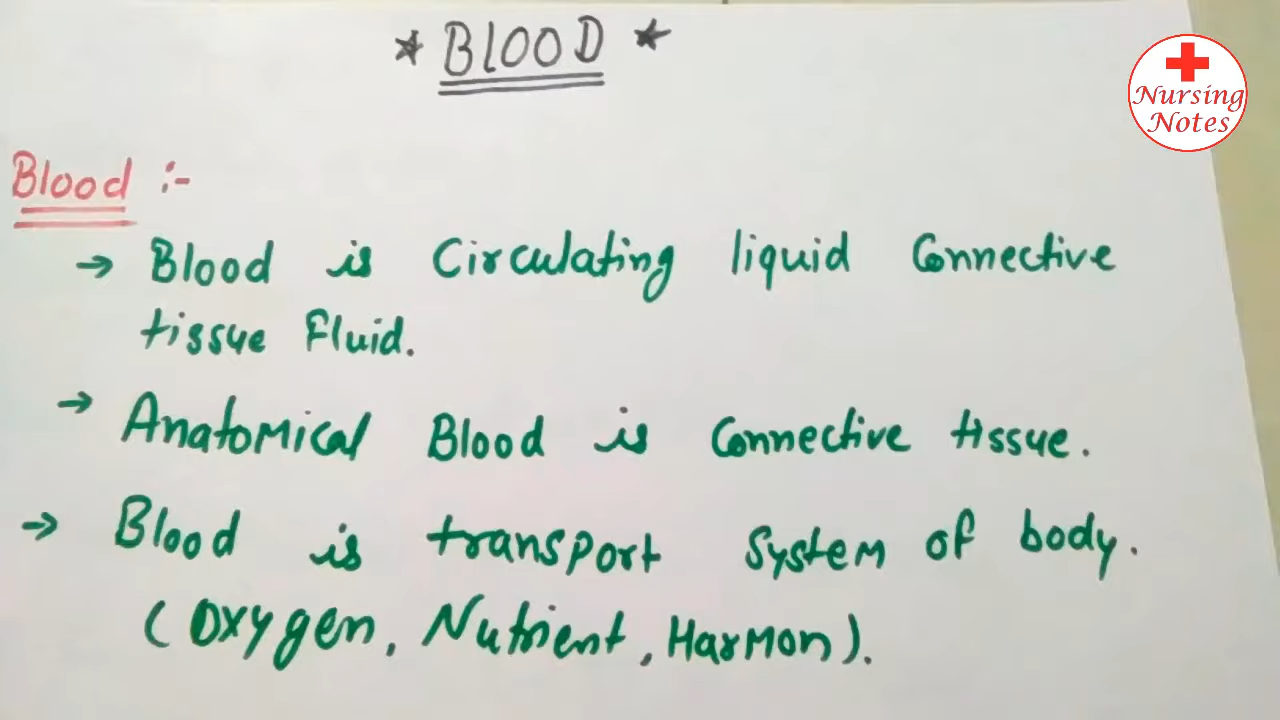 * BLOOD *
Nursing
Notes
Blood :-
→ Blood is Circulating liquid Connective
tissue Fluid.
→ Anatomical Blood is Connective tissue.
→ Blood is transport system of body.
(Oxygen, Nutrient, Harmon).